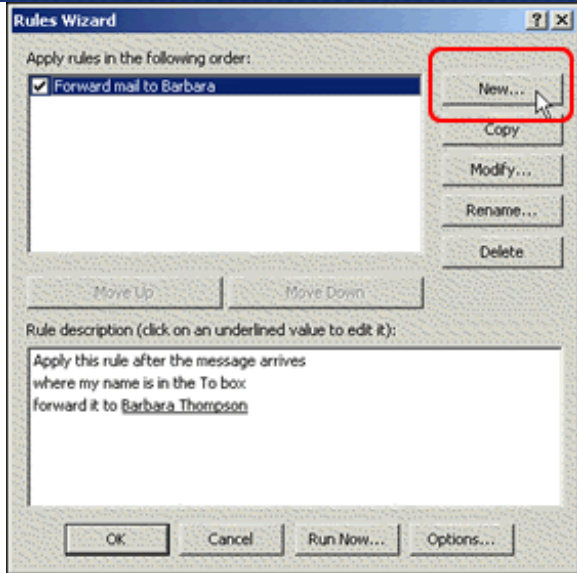 Rules Wizard
Apply rules in the following order:
Forward mail to Barbara
New...
Copy
Modify...
Rename...
Delete
Move Up Move Down
Rule description (click on an underlined value to edit it):
Apply this rule after the message arrives
where my name is in the To box
forward it to Barbara Thompson
OK Cancel Run Now... Options...